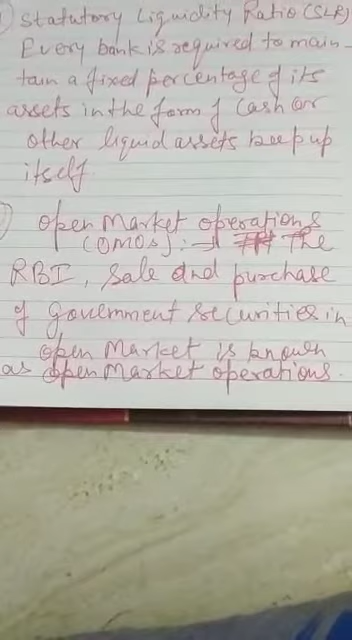 ) Statutory Liquidity Ratio (SLR)
Every bank is required to main-
tain a fixed percentage of its
assets in the form of cash or
other liquid assets keep up
itself
) open Market operations
(OMOs) :→ The
RBI, Sale and purchase
of government securities in
open Market is known
as open Market operations.